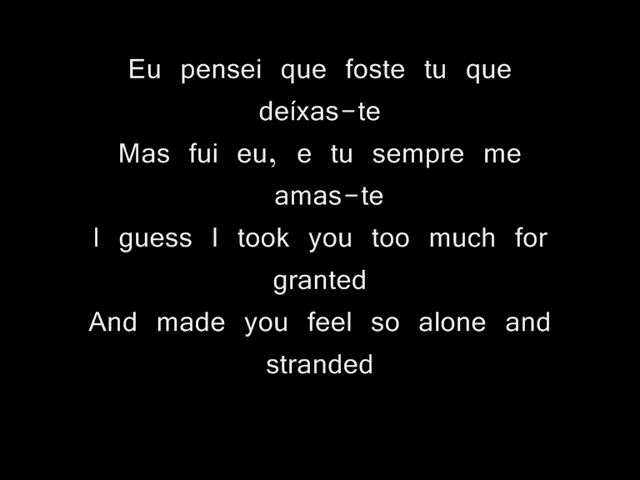 Eu pensei que foste tu que
deíxas-te
Mas fui eu, e tu sempre me
amas-te
I guess I took you too much for
granted
And made you feel so alone and
stranded